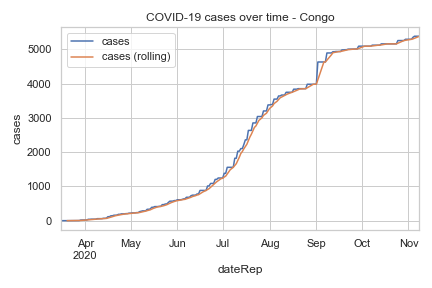 COVID-19 cases over time - Congo
cases
cases (rolling)
5000
4000
3000
2000
1000
0
cases
Apr
2020
May
Jun
Jul
Aug
Sep
Oct
Nov
dateRep